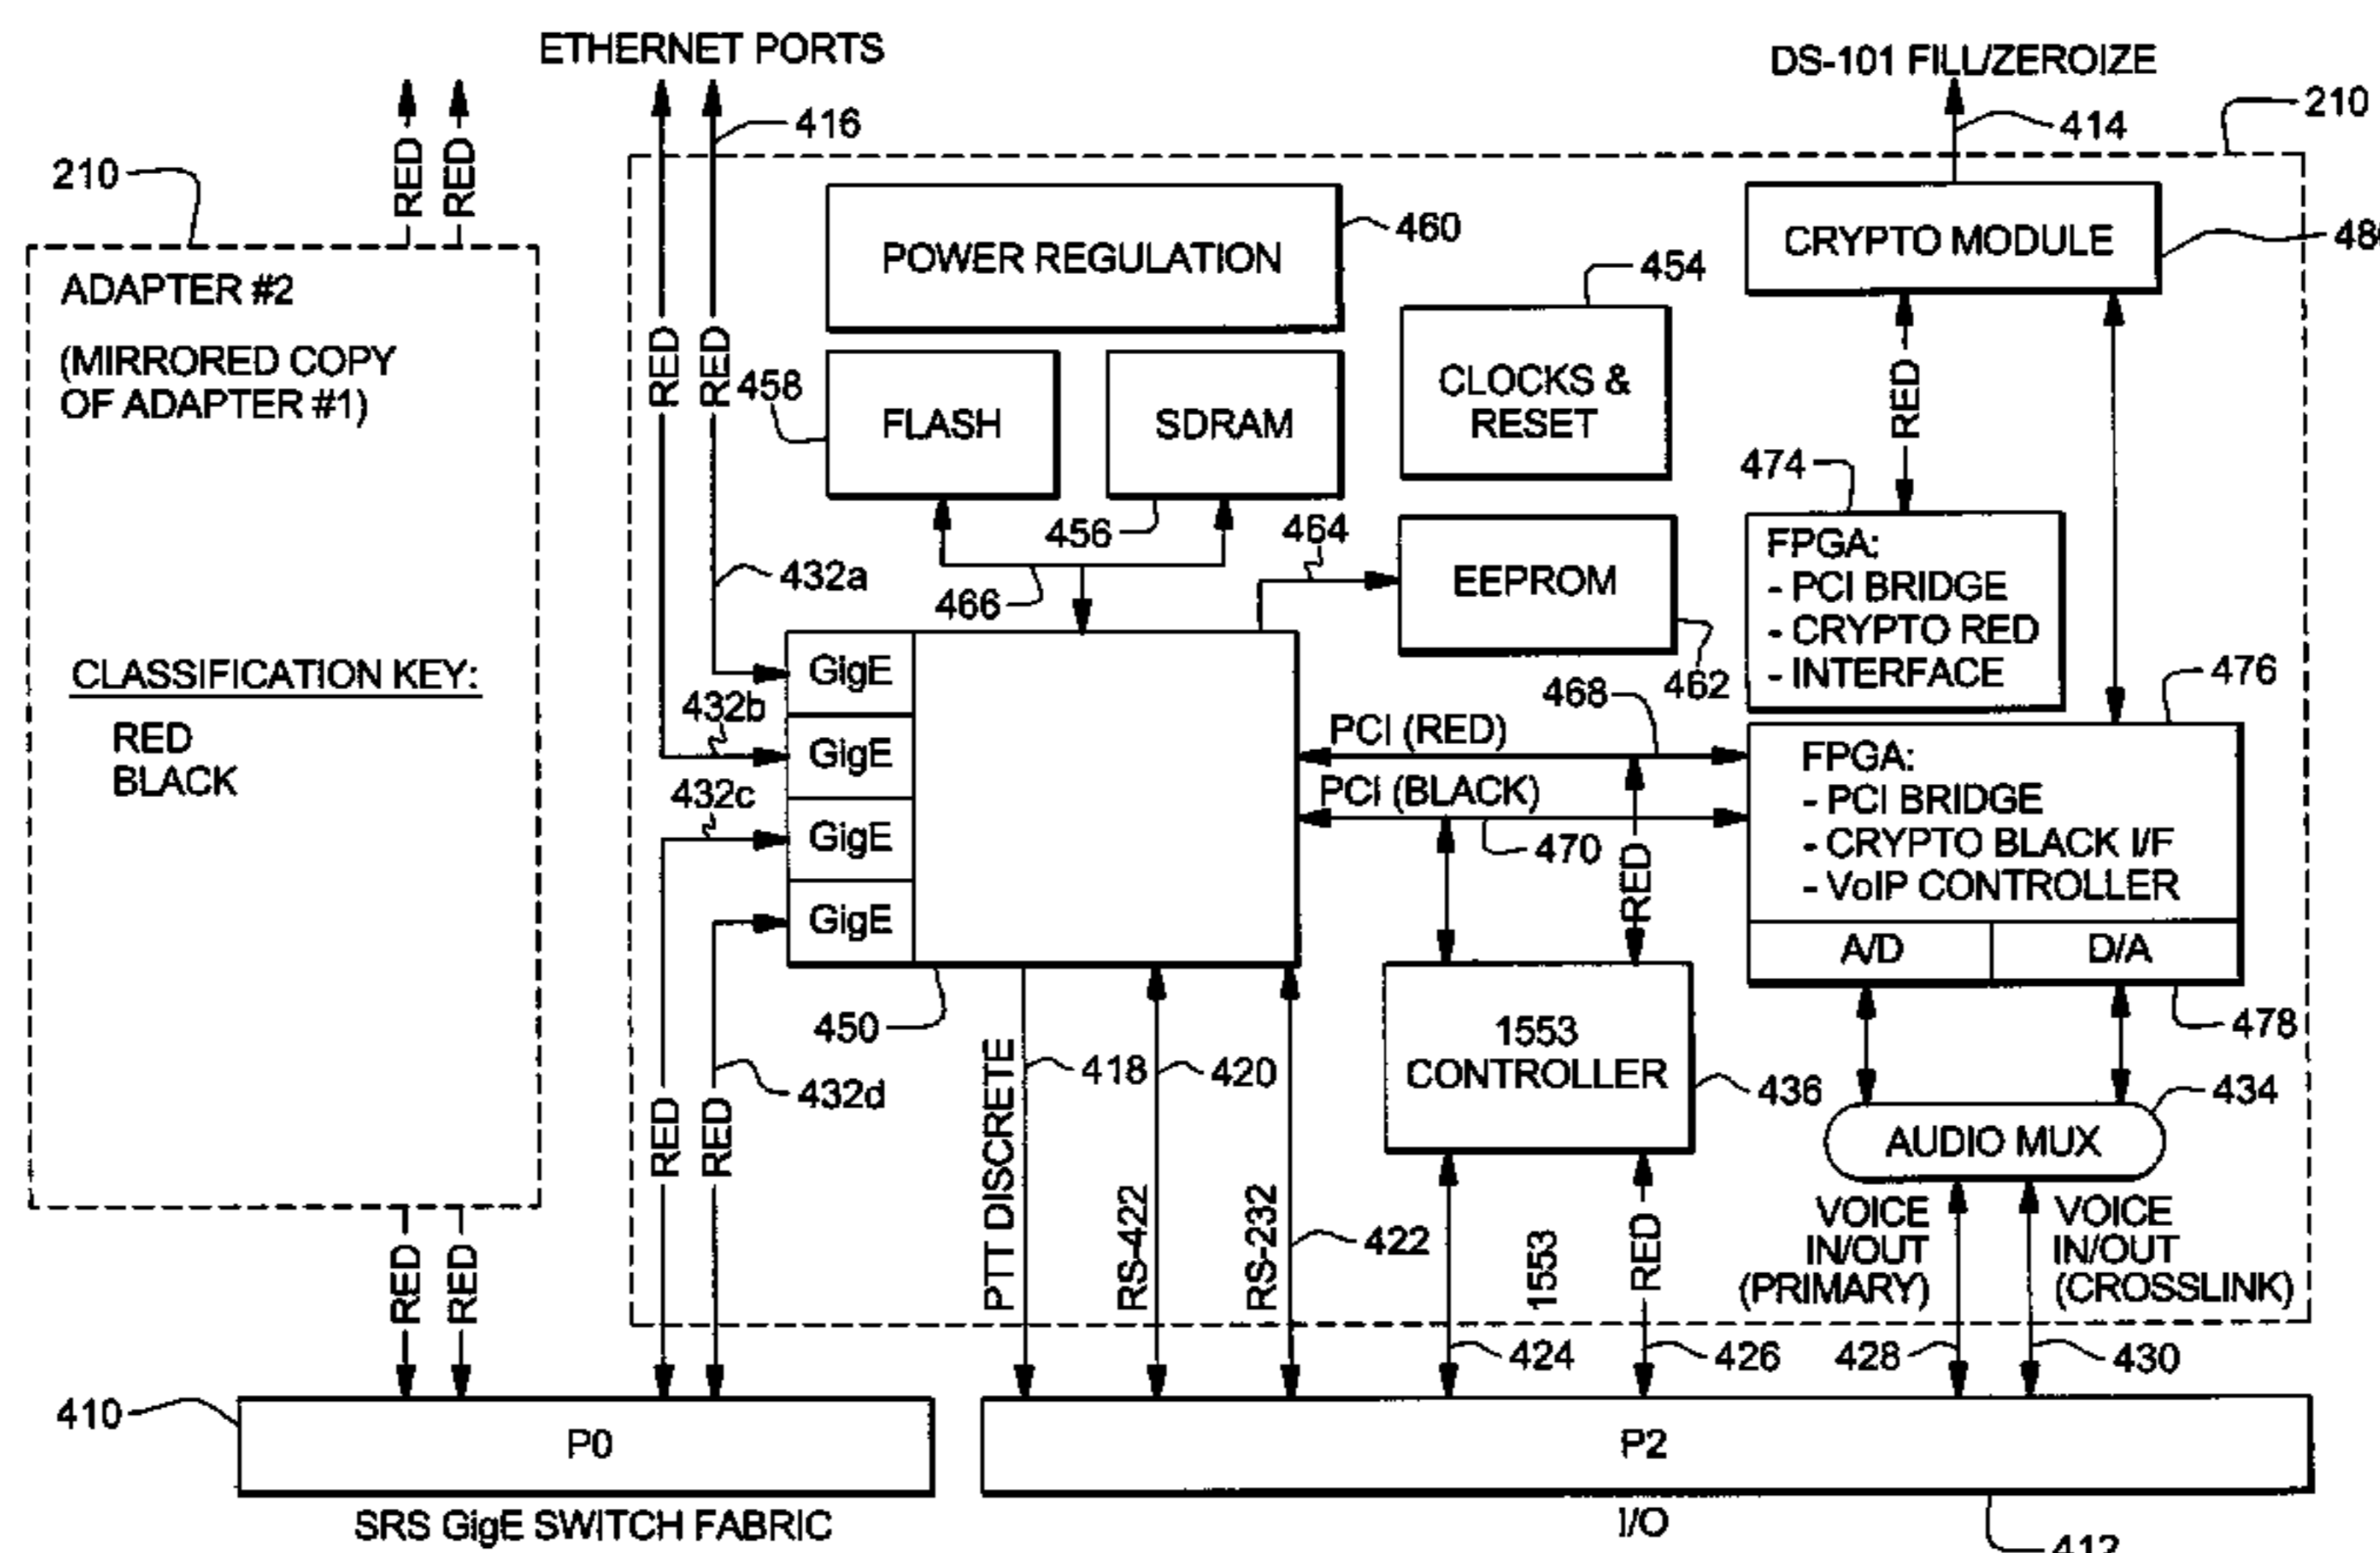 ETHERNET PORTS
DS-101 FILL/ZEROIZE
416
414
210
210
RED
RED
ADAPTER #2
(MIRRORED COPY
OF ADAPTER #1)
CLASSIFICATION KEY:
RED
BLACK
RED
RED
POWER REGULATION
460
CRYPTO MODULE
454
CLOCKS &
RESET
458
FLASH
SDRAM
456
466
464
EEPROM
462
RED
474
FPGA:
- PCI BRIDGE
- CRYPTO RED
- INTERFACE
476
432a
432b
432c
432d
GigE
GigE
GigE
GigE
450
PCI (RED)
468
PCI (BLACK)
470
RED
FPGA:
- PCI BRIDGE
- CRYPTO BLACK I/F
- VoIP CONTROLLER
A/D
D/A
478
1553
CONTROLLER
436
434
AUDIO MUX
RED
RED
PTT DISCRETE
418
RS-422
420
RS-232
422
1553
RED
VOICE
IN/OUT
(PRIMARY)
VOICE
IN/OUT
(CROSSLINK)
424
426
428
430
RED
RED
410
P0
SRS GigE SWITCH FABRIC
P2
I/O
412